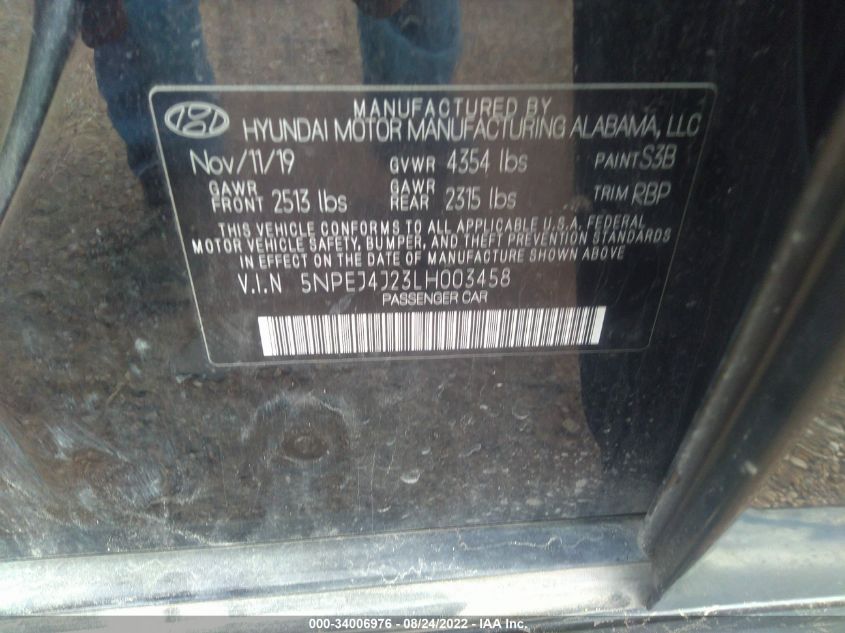 MANUFACTURED BY
HYUNDAI MOTOR MANUFACTURING ALABAMA, LLC
Nov/11/19 GVWR 4354 lbs PAINT S3B
GAWR FRONT 2513 lbs GAWR REAR 2315 lbs TRIM RBP
THIS VEHICLE CONFORMS TO ALL APPLICABLE U.S.A. FEDERAL
MOTOR VEHICLE SAFETY, BUMPER, AND THEFT PREVENTION STANDARDS
IN EFFECT ON THE DATE OF MANUFACTURE SHOWN ABOVE
V.I.N 5NPEJ4J23LH003458
PASSENGER CAR
000-34006976 - 08/24/2022 - IAA Inc.